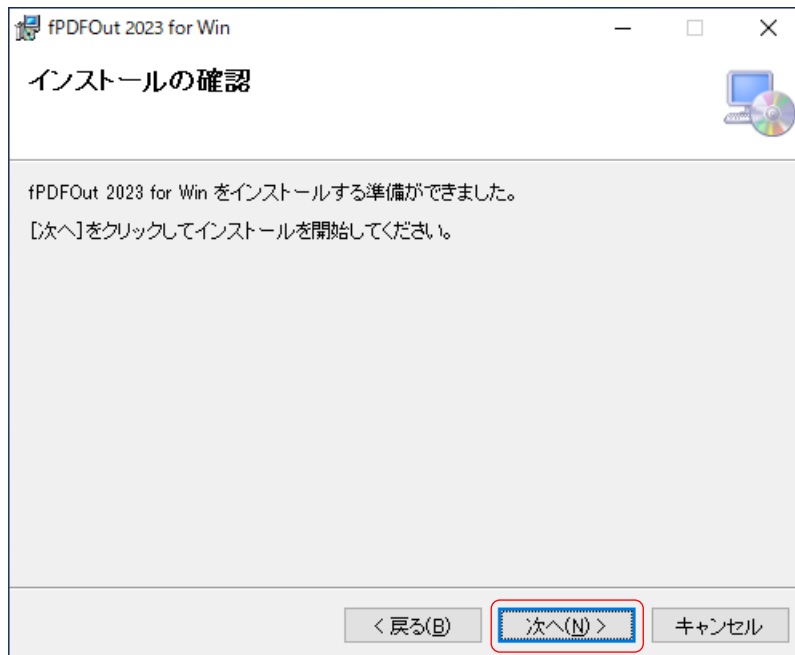 fPDFOut 2023 for Win
インストールの確認
fPDFOut 2023 for Win をインストールする準備ができました。
[次へ]をクリックしてインストールを開始してください。
< 戻る(B) 次へ(N) > キャンセル